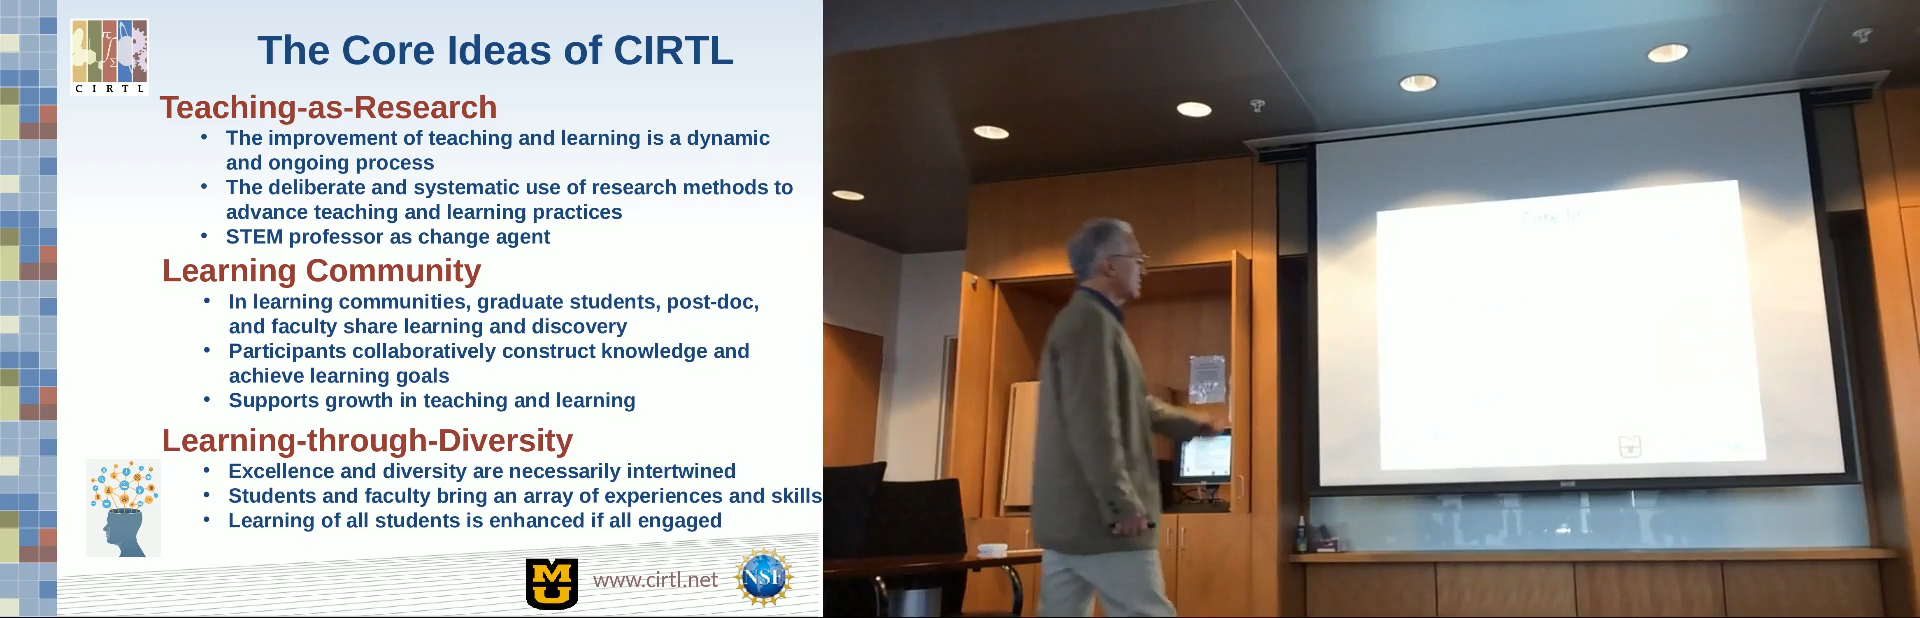 The Core Ideas of CIRTL
C I R T L
Teaching-as-Research
• The improvement of teaching and learning is a dynamic
and ongoing process
• The deliberate and systematic use of research methods to
advance teaching and learning practices
• STEM professor as change agent
Learning Community
• In learning communities, graduate students, post-doc,
and faculty share learning and discovery
• Participants collaboratively construct knowledge and
achieve learning goals
• Supports growth in teaching and learning
Learning-through-Diversity
• Excellence and diversity are necessarily intertwined
• Students and faculty bring an array of experiences and skills
• Learning of all students is enhanced if all engaged
MU
www.cirtl.net
NSF